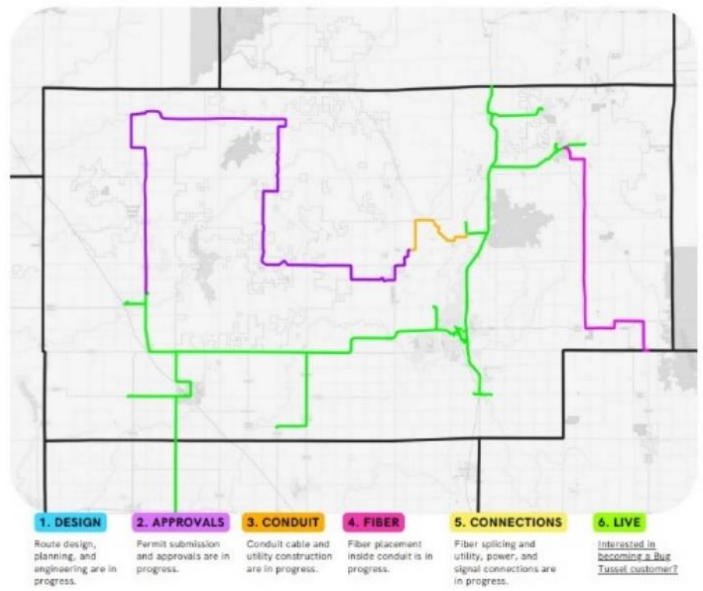 1. DESIGN
Route design,
planning, and
engineering are in
progress.
2. APPROVALS
Permit submission
and approvals are in
progress.
3. CONDUIT
Conduit cable and
utility construction
are in progress.
4. FIBER
Fiber placement
inside conduit is in
progress.
5. CONNECTIONS
Fiber splicing and
utility, power, and
signal connections are
in progress.
6. LIVE
Interested in
becoming a Bug
Tussel customer?